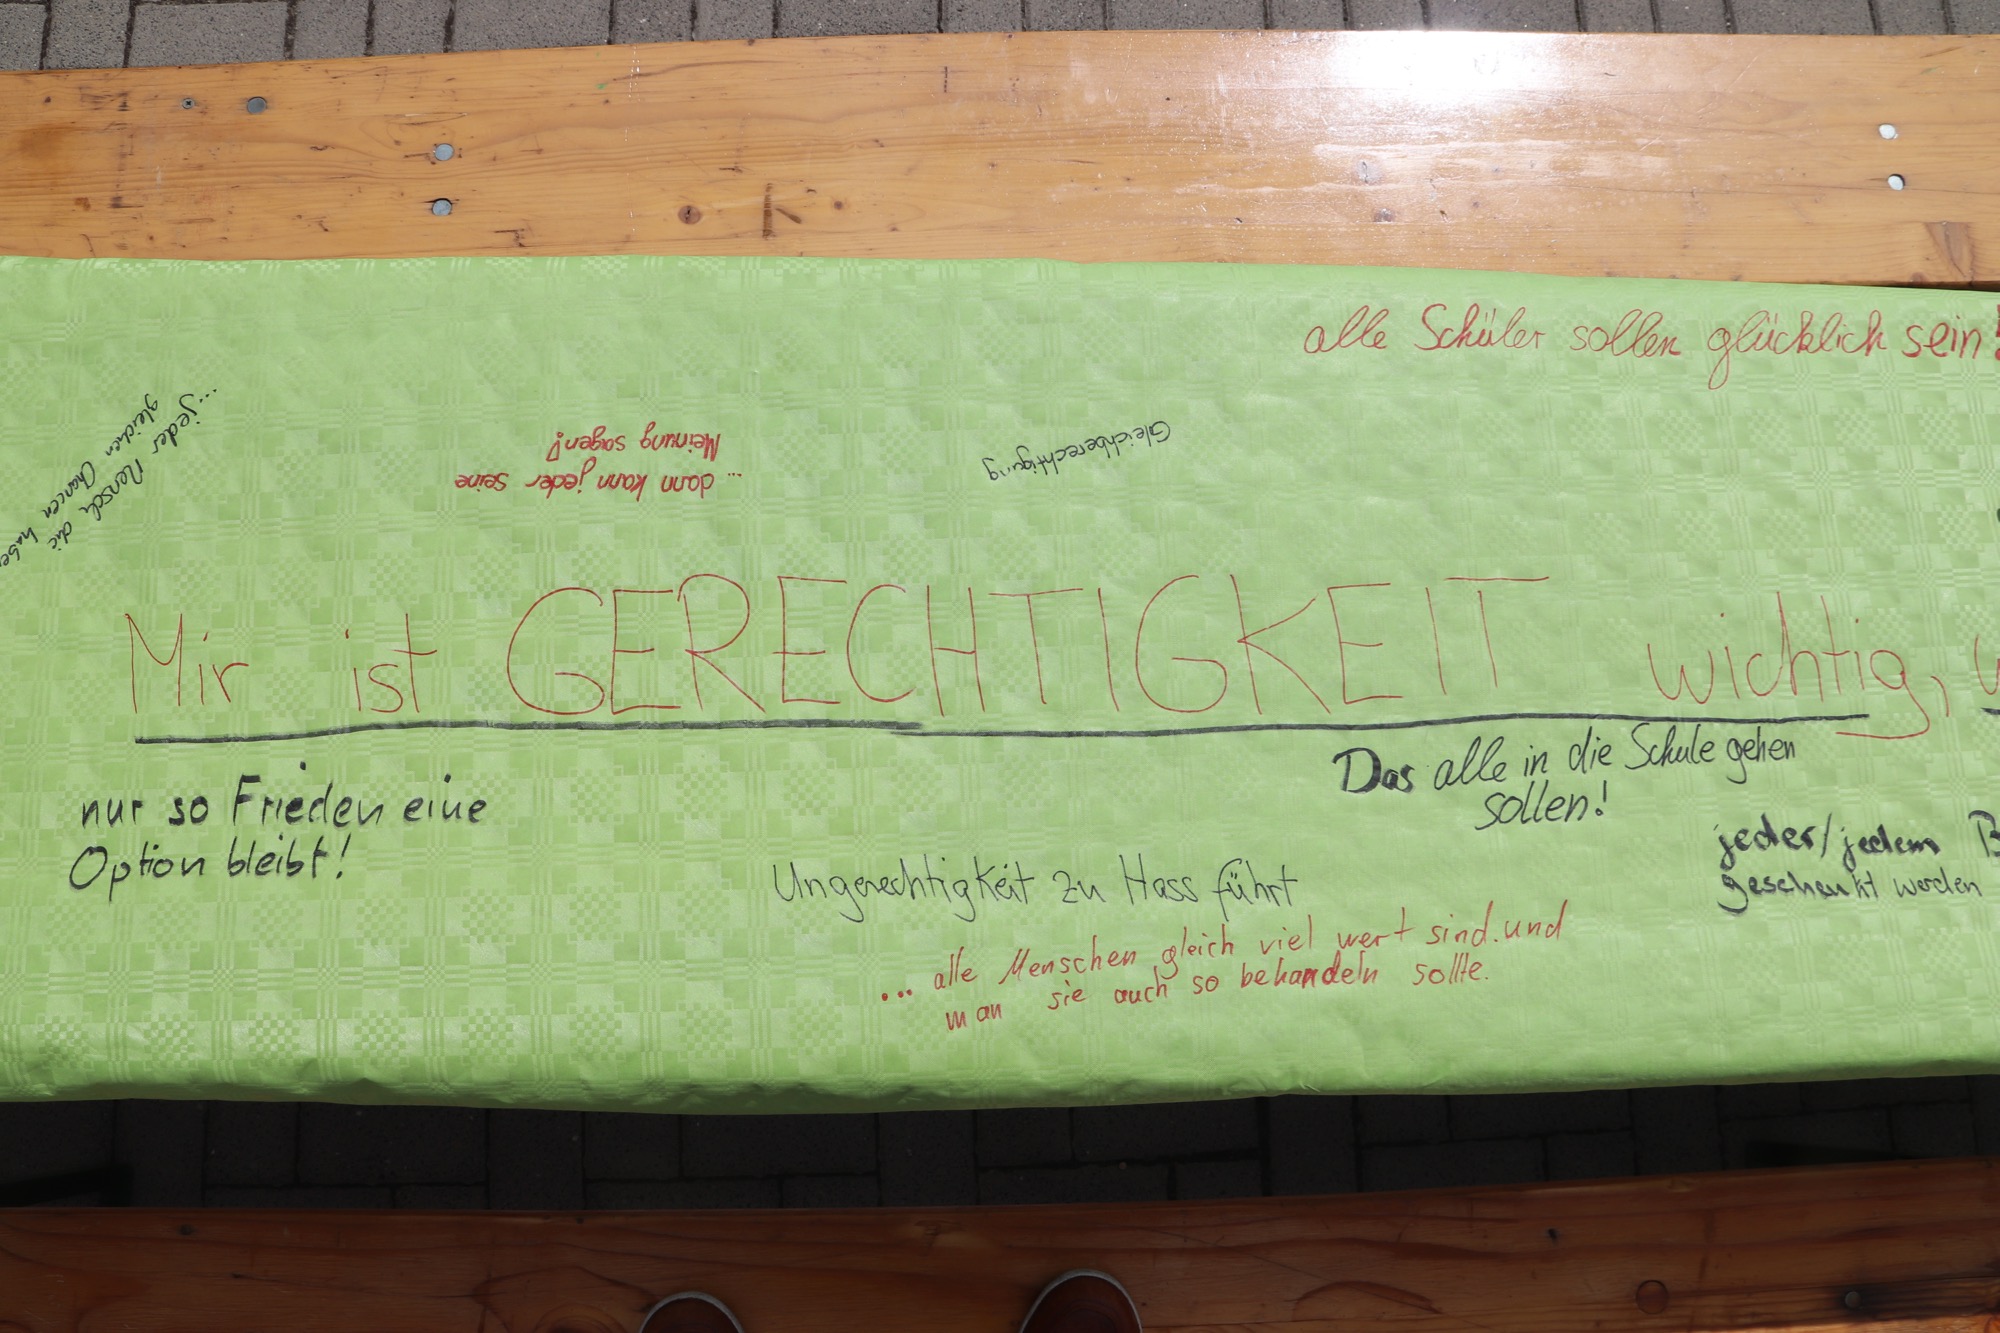 alle Schüler sollen glücklich sein!
...jeder Mensch die
gleichen Chancen haben
...dann kann jeder seine
Meinung sagen!
Gleichberechtigung
Mir ist GERECHTIGKEIT wichtig,
nur so Frieden eine
Option bleibt!
Das alle in die Schule gehen
sollen!
jeder/jedem
geschenkt werden
Ungerechtigkeit zu Hass führt
... alle Menschen gleich viel wert sind. und
man sie auch so behandeln sollte.